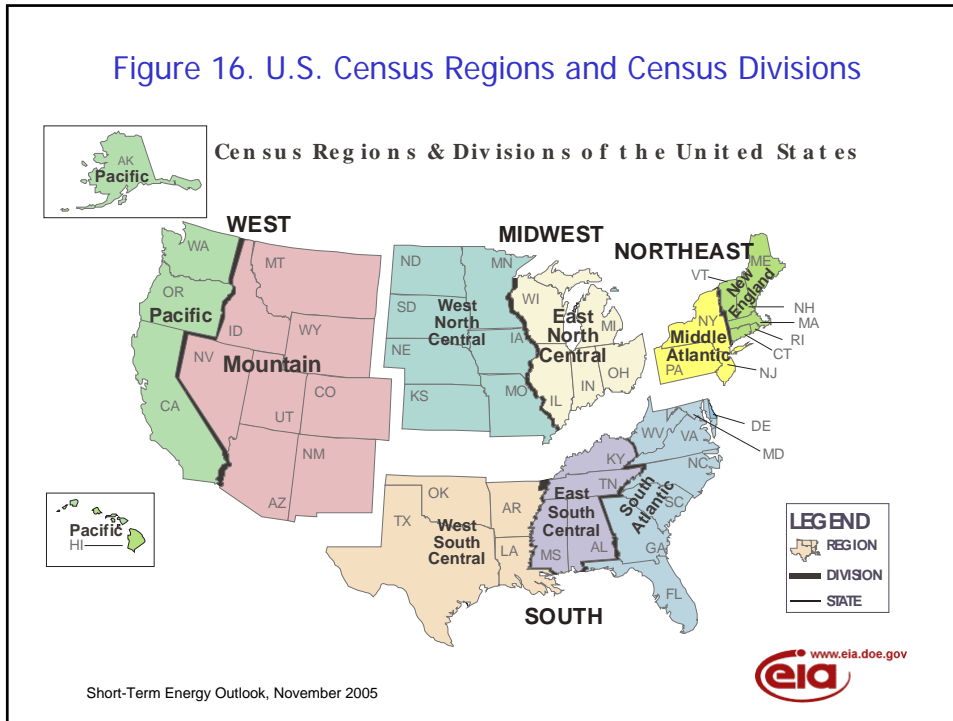 Figure 16. U.S. Census Regions and Census Divisions
Census Regions & Divisions of the United States
AK
Pacific
WEST
MIDWEST
NORTHEAST
WA
MT
ND
MN
VT
ME
New
England
OR
Pacific
ID
WY
SD
West
North
Central
WI
MI
East
North
Central
NY
Middle
Atlantic
NH
MA
RI
CT
NV
Mountain
NE
IA
PA
NJ
CA
UT
CO
KS
MO
IL
IN
OH
DE
MD
AZ
NM
OK
AR
KY
WV
VA
NC
TX
West
South
Central
LA
TN
East
South
Central
MS
AL
SC
South
Atlantic
GA
FL
Pacific
HI
SOUTH
LEGEND
REGION
DIVISION
STATE
www.eia.doe.gov
eia
Short-Term Energy Outlook, November 2005